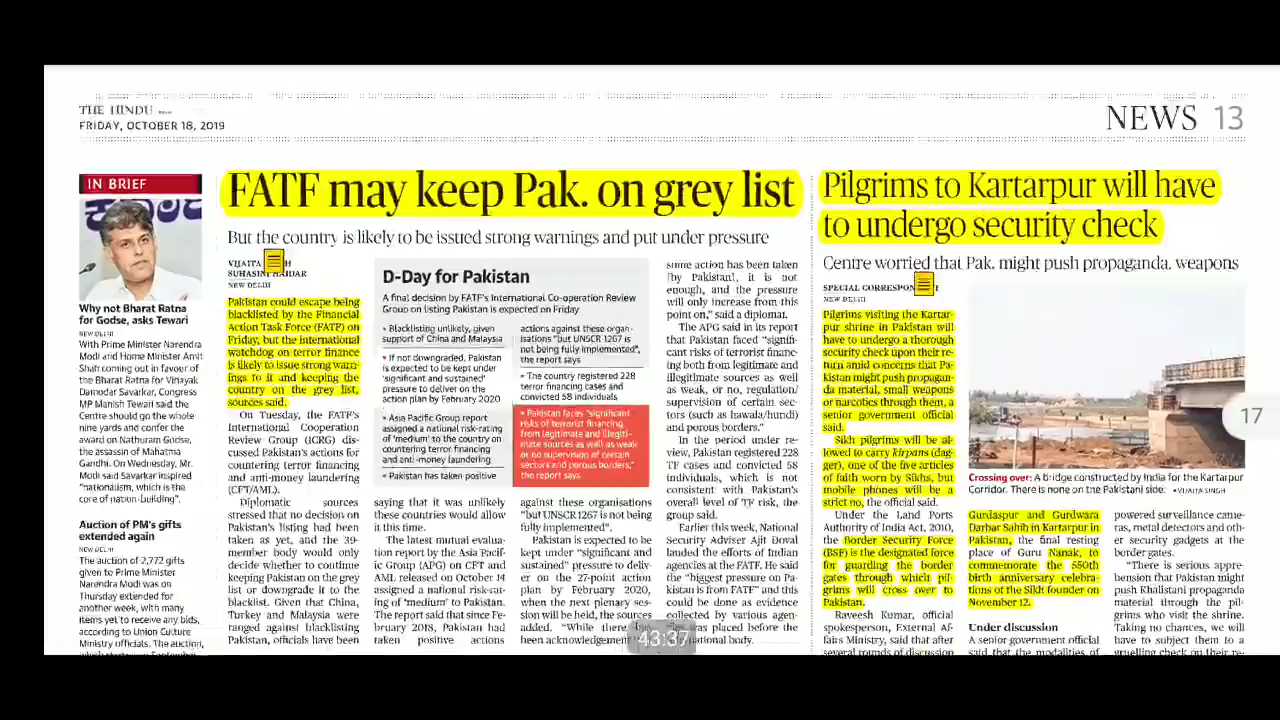 THE HINDU
FRIDAY, OCTOBER 18, 2019
NEWS 13
IN BRIEF
Why not Bharat Ratna
for Godse, asks Tewari
NEW DELHI
With Prime Minister Narendra
Modi and Home Minister Amit
Shah coming out in favour of
the Bharat Ratna for Vinayak
Damodar Savarkar, Congress
MP Manish Tewari said the
Centre should go the whole
nine yards and confer the
award on Nathuram Godse,
the assassin of Mahatma
Gandhi. On Wednesday, Mr.
Modi said Savarkar inspired
"nationalism, which is the
core of nation-building".
Auction of PM's gifts
extended again
NEW DELHI
The auction of 2,772 gifts
given to Prime Minister
Narendra Modi was on
Thursday extended for
another week, with many
items yet to receive any bids,
according to Union Culture
Ministry officials. The auction,
FATF may keep Pak. on grey list
But the country is likely to be issued strong warnings and put under pressure
VIJAITA
SUHASINI HAIDAR
NEW DELHI
Pakistan could escape being
blacklisted by the Financial
Action Task Force (FATF) on
Friday, but the international
watchdog on terror finance
is likely to issue strong warn-
ings to it and keeping the
country on the grey list,
sources said.
On Tuesday, the FATF's
International Cooperation
Review Group (ICRG) dis-
cussed Pakistan's actions for
countering terror financing
and anti-money laundering
(CFT/AML).
Diplomatic sources
stressed that no decision on
Pakistan's listing had been
taken as yet, and the 39-
member body would only
decide whether to continue
keeping Pakistan on the grey
list or downgrade it to the
blacklist. Given that China,
Turkey and Malaysia were
ranged against blacklisting
Pakistan, officials have been
D-Day for Pakistan
A final decision by FATF's International Co-operation Review
Group on listing Pakistan is expected on Friday
• Blacklisting unlikely, given
support of China and Malaysia
• If not downgraded, Pakistan
is expected to be kept under
'significant and sustained'
pressure to deliver on the
action plan by February 2020
• Asia Pacific Group report
assigned a national risk-rating
of 'medium' to the country on
countering terror financing
and anti-money laundering
• Pakistan has taken positive
actions against these organ-
isations "but UNSCR 1267 is
not being fully implemented",
the report says
• The country registered 228
terror financing cases and
convicted 58 individuals
• Pakistan faces "significant
risks of terrorist financing
from legitimate and illegiti-
mate sources as well as weak
or no supervision of certain
sectors and porous borders,"
the report says
saying that it was unlikely
these countries would allow
it this time.
The latest mutual evalua-
tion report by the Asia Pacif-
ic Group (APG) on CFT and
AML released on October 14
assigned a national risk-rat-
ing of 'medium' to Pakistan.
The report said that since Fe-
bruary 2018, Pakistan had
taken positive actions
against these organisations
"but UNSCR 1267 is not being
fully implemented".
Pakistan is expected to be
kept under "significant and
sustained" pressure to deliv-
er on the 27-point action
plan by February 2020,
when the next plenary ses-
sion will be held, the sources
added. "While there
been acknowledgement
some action has been taken
[by Pakistan], it is not
enough, and the pressure
will only increase from this
point on," said a diplomat.
The APG said in its report
that Pakistan faced "signifi-
cant risks of terrorist financ-
ing both from legitimate and
illegitimate sources as well
as weak, or no, regulation/
supervision of certain sec-
tors (such as hawala/hundi)
and porous borders."
In the period under re-
view, Pakistan registered 228
TF cases and convicted 58
individuals, which is not
consistent with Pakistan's
overall level of TF risk, the
group said.
Earlier this week, National
Security Adviser Ajit Doval
lauded the efforts of Indian
agencies at the FATF. He said
the "biggest pressure on Pa-
kistan is from FATF" and this
could be done as evidence
collected by various agen-
was placed before the
national body.
43:37
Pilgrims to Kartarpur will have
to undergo security check
Centre worried that Pak. might push propaganda, weapons
SPECIAL CORRESPON
NEW DELHI
Pilgrims visiting the Kartar-
pur shrine in Pakistan will
have to undergo a thorough
security check upon their re-
turn amid concerns that Pa-
kistan might push propagan-
da material, small weapons
or narcotics through them, a
senior government official
said.
Sikh pilgrims will be al-
lowed to carry kirpans (dag-
ger), one of the five articles
of faith worn by Sikhs, but
mobile phones will be a
strict no, the official said.
Under the Land Ports
Authority of India Act, 2010,
the Border Security Force
(BSF) is the designated force
for guarding the border
gates through which pil-
grims will cross over to
Pakistan.
Raveesh Kumar, official
spokesperson, External Af-
fairs Ministry, said that after
several rounds of discussion
Crossing over: A bridge constructed by India for the Kartarpur
Corridor. There is none on the Pakistani side. • VIJAITA SINGH
Gurdaspur and Gurdwara
Darbar Sahib in Kartarpur in
Pakistan, the final resting
place of Guru Nanak, to
commemorate the 550th
birth anniversary celebra-
tions of the Sikh founder on
November 12.
Under discussion
A senior government official
said that the modalities of
powered surveillance came-
ras, metal detectors and oth-
er security gadgets at the
border gates.
"There is serious appre-
hension that Pakistan might
push Khalistani propaganda
material through the pil-
grims who visit the shrine.
Taking no chances, we will
have to subject them to a
gruelling check on their re-
17